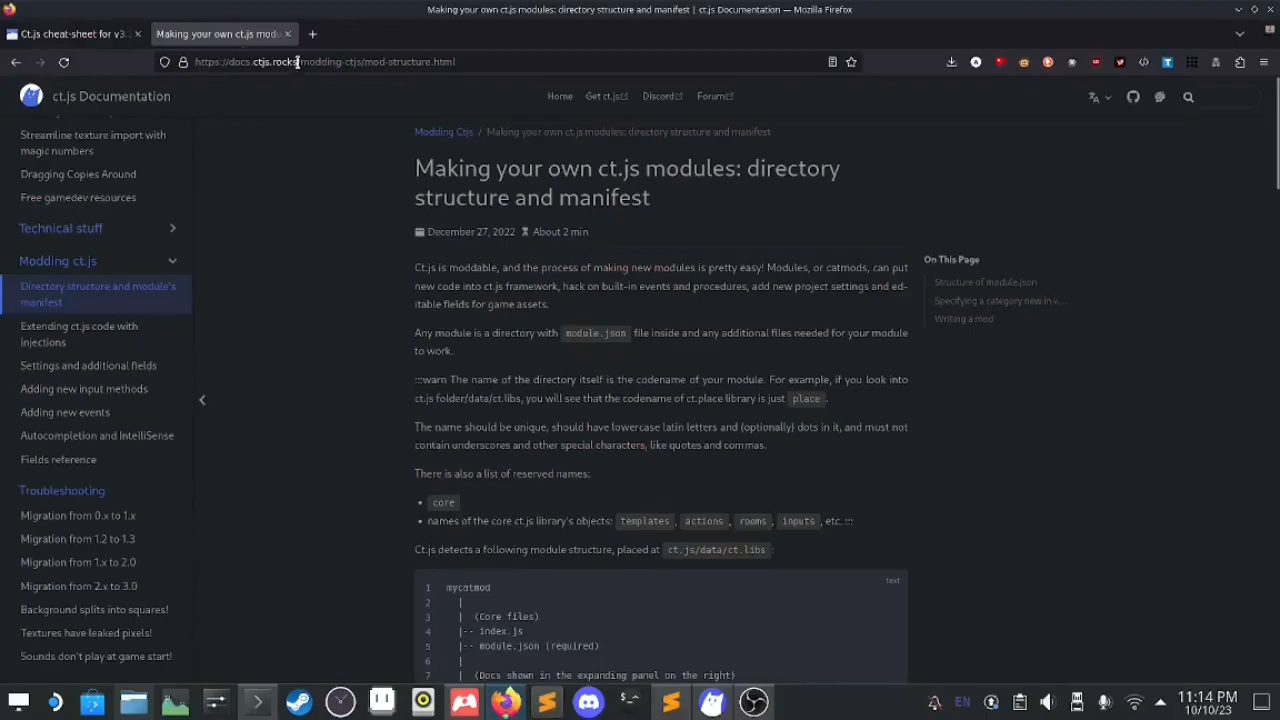 Making your own ct.js modules: directory structure and manifest | ct.js Documentation — Mozilla Firefox
Ct.js cheat-sheet for v3.
Making your own ct.js modu
https://docs.ctjs.rocks/modding-ctjs/mod-structure.html
ct.js Documentation
Home
Get ct.js
Discord
Forum
Streamline texture import with
magic numbers
Dragging Copies Around
Free gamedev resources
Technical stuff
Modding ct.js
Directory structure and module's
manifest
Extending ct.js code with
injections
Settings and additional fields
Adding new input methods
Adding new events
Autocompletion and IntelliSense
Fields reference
Troubleshooting
Migration from 0.x to 1.x
Migration from 1.2 to 1.3
Migration from 1.x to 2.0
Migration from 2.x to 3.0
Background splits into squares!
Textures have leaked pixels!
Sounds don't play at game start!
Modding Ctjs / Making your own ct.js modules: directory structure and manifest
Making your own ct.js modules: directory
structure and manifest
December 27, 2022 About 2 min
Ct.js is moddable, and the process of making new modules is pretty easy! Modules, or catmods, can put
new code into ct.js framework, hack on built-in events and procedures, add new project settings and ed-
itable fields for game assets.
Any module is a directory with module.json file inside and any additional files needed for your module
to work.
:::warn The name of the directory itself is the codename of your module. For example, if you look into
ct.js folder/data/ct.libs, you will see that the codename of ct.place library is just place .
The name should be unique, should have lowercase latin letters and (optionally) dots in it, and must not
contain underscores and other special characters, like quotes and commas.
There is also a list of reserved names:
• core
• names of the core ct.js library's objects: templates , actions , rooms , inputs , etc. :::
Ct.js detects a following module structure, placed at ct.js/data/ct.libs :
text
1 mycatmod
2 |
3 | (Core files)
4 |-- index.js
5 |-- module.json (required)
6 |
7 | (Docs shown in the expanding panel on the right)
On This Page
Structure of module.json
Specifying a category new in v...
Writing a mod
EN
11:14 PM
10/10/23